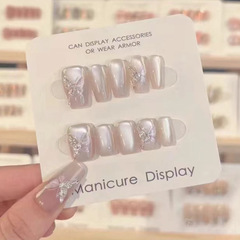 CAN DISPLAY ACCESSORIES
OR WEAR ARMOR
Manicure Display